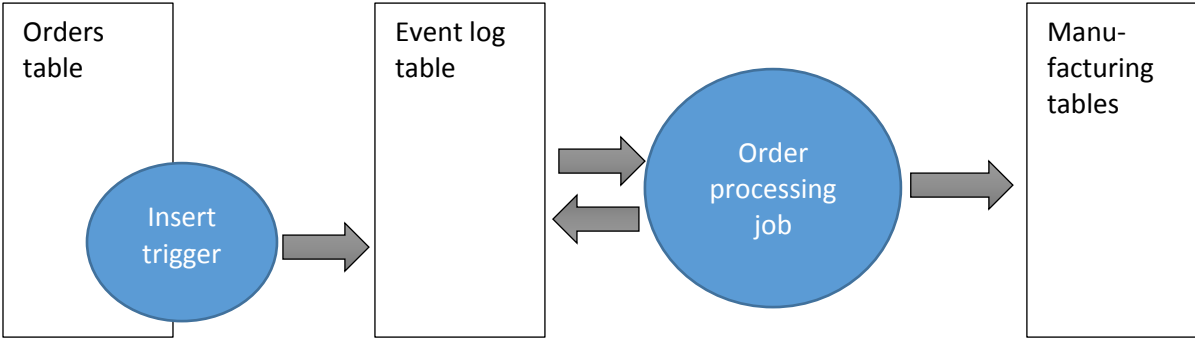 Orders
table
Insert
trigger
Event log
table
Order
processing
job
Manu-
facturing
tables